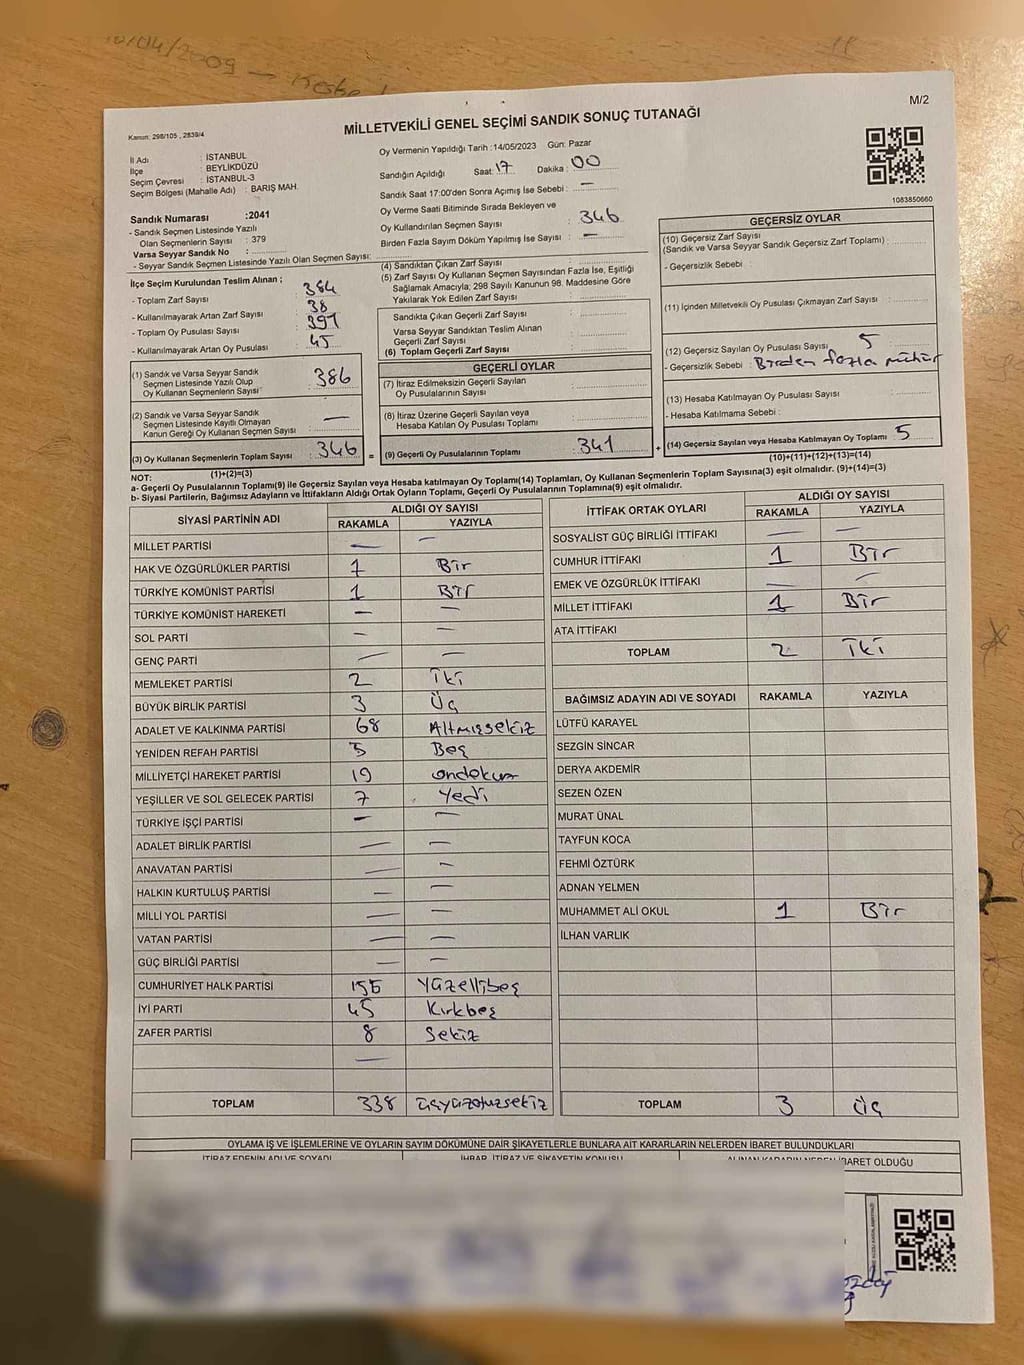 M/2
MİLLETVEKİLİ GENEL SEÇİMİ SANDIK SONUÇ TUTANAĞI
Kanun: 298/105 , 2839/4
İl Adı : İSTANBUL
İlçe : BEYLİKDÜZÜ
Seçim Çevresi : İSTANBUL-3
Seçim Bölgesi (Mahalle Adı) : BARIŞ MAH.
Sandık Numarası :2041
- Sandık Seçmen Listesinde Yazılı
Olan Seçmenlerin Sayısı : 379
Varsa Seyyar Sandık No :
- Seyyar Sandık Seçmen Listesinde Yazılı Olan Seçmen Sayısı:
Oy Vermenin Yapıldığı Tarih :14/05/2023 Gün: Pazar
Sandığın Açıldığı Saat: 17 Dakika : 00
Sandık Saat 17:00'den Sonra Açımış İse Sebebi : —
Oy Verme Saati Bitiminde Sırada Bekleyen ve
Oy Kullandırılan Seçmen Sayısı : 346
Birden Fazla Sayım Döküm Yapılmış İse Sayısı : —
1083850660
İlçe Seçim Kurulundan Teslim Alınan ;
- Toplam Zarf Sayısı : 384
- Kullanılmayarak Artan Zarf Sayısı : 38
- Toplam Oy Pusulası Sayısı : 391
- Kullanılmayarak Artan Oy Pusulası : 45
(1) Sandık ve Varsa Seyyar Sandık
Seçmen Listesinde Yazılı Olup
Oy Kullanan Seçmenlerin Sayısı : 386
(2) Sandık ve Varsa Seyyar Sandık
Seçmen Listesinde Kayıtlı Olmayan
Kanun Gereği Oy Kullanan Seçmen Sayısı : —
(3) Oy Kullanan Seçmenlerin Toplam Sayısı : 346
(1)+(2)=(3)
(4) Sandıktan Çıkan Zarf Sayısı :
(5) Zarf Sayısı Oy Kullanan Seçmen Sayısından Fazla İse, Eşitliği
Sağlamak Amacıyla; 298 Sayılı Kanunun 98. Maddesine Göre
Yakılarak Yok Edilen Zarf Sayısı :
Sandıkta Çıkan Geçerli Zarf Sayısı :
Varsa Seyyar Sandıktan Teslim Alınan
Geçerli Zarf Sayısı :
(6) Toplam Geçerli Zarf Sayısı :
GEÇERLİ OYLAR
(7) İtiraz Edilmeksizin Geçerli Sayılan
Oy Pusulalarının Sayısı :
(8) İtiraz Üzerine Geçerli Sayılan veya
Hesaba Katılan Oy Pusulası Toplamı :
= (9) Geçerli Oy Pusulalarının Toplamı : 341 +
GEÇERSİZ OYLAR
(10) Geçersiz Zarf Sayısı
(Sandık ve Varsa Seyyar Sandık Geçersiz Zarf Toplamı) :
- Geçersizlik Sebebi :
(11) İçinden Milletvekili Oy Pusulası Çıkmayan Zarf Sayısı :
(12) Geçersiz Sayılan Oy Pusulası Sayısı : 5
- Geçersizlik Sebebi : Birden fazla mühür
(13) Hesaba Katılmayan Oy Pusulası Sayısı :
- Hesaba Katılmama Sebebi :
(14) Geçersiz Sayılan veya Hesaba Katılmayan Oy Toplamı : 5
(10)+(11)+(12)+(13)=(14)
NOT:
a- Geçerli Oy Pusulalarının Toplamı(9) ile Geçersiz Sayılan veya Hesaba katılmayan Oy Toplamı(14) Toplamları, Oy Kullanan Seçmenlerin Toplam Sayısına(3) eşit olmalıdır. (9)+(14)=(3)
b- Siyasi Partilerin, Bağımsız Adayların ve İttifakların Aldığı Ortak Oyların Toplamı, Geçerli Oy Pusulalarının Toplamına(9) eşit olmalıdır.
SİYASİ PARTİNİN ADI ALDIĞI OY SAYISI
RAKAMLA YAZIYLA
MİLLET PARTİSİ — —
HAK VE ÖZGÜRLÜKLER PARTİSİ 1 Bir
TÜRKİYE KOMÜNİST PARTİSİ 1 Bir
TÜRKİYE KOMÜNİST HAREKETİ — —
SOL PARTİ — —
GENÇ PARTİ — —
MEMLEKET PARTİSİ 2 İki
BÜYÜK BİRLİK PARTİSİ 3 Üç
ADALET VE KALKINMA PARTİSİ 68 Altmışsekiz
YENİDEN REFAH PARTİSİ 5 Beş
MİLLİYETÇİ HAREKET PARTİSİ 19 ondokuz
YEŞİLLER VE SOL GELECEK PARTİSİ 7 Yedi
TÜRKİYE İŞÇİ PARTİSİ — —
ADALET BİRLİK PARTİSİ — —
ANAVATAN PARTİSİ — —
HALKIN KURTULUŞ PARTİSİ — —
MİLLİ YOL PARTİSİ — —
VATAN PARTİSİ — —
GÜÇ BİRLİĞİ PARTİSİ — —
CUMHURİYET HALK PARTİSİ 155 Yüzellibeş
İYİ PARTİ 45 Kırkbeş
ZAFER PARTİSİ 8 Sekiz
—
TOPLAM 338 üçyüzotuzsekiz
İTTİFAK ORTAK OYLARI ALDIĞI OY SAYISI
RAKAMLA YAZIYLA
SOSYALİST GÜÇ BİRLİĞİ İTTİFAKI — —
CUMHUR İTTİFAKI 1 Bir
EMEK VE ÖZGÜRLÜK İTTİFAKI — —
MİLLET İTTİFAKI 1 Bir
ATA İTTİFAKI
TOPLAM 2 İki
BAĞIMSIZ ADAYIN ADI VE SOYADI RAKAMLA YAZIYLA
LÜTFÜ KARAYEL
SEZGİN SİNCAR
DERYA AKDEMİR
SEZEN ÖZEN
MURAT ÜNAL
TAYFUN KOCA
FEHMİ ÖZTÜRK
ADNAN YELMEN
MUHAMMET ALİ OKUL 1 Bir
İLHAN VARLIK
TOPLAM 3 üç
OYLAMA İŞ VE İŞLEMLERİNE VE OYLARIN SAYIM DÖKÜMÜNE DAİR ŞİKAYETLERLE BUNLARA AİT KARARLARIN NELERDEN İBARET BULUNDUKLARI
İTİRAZ EDENİN ADI VE SOYADI İHBAR, İTİRAZ VE ŞİKAYETİN KONUSU ALINAN KARARIN NEDEN İBARET OLDUĞU